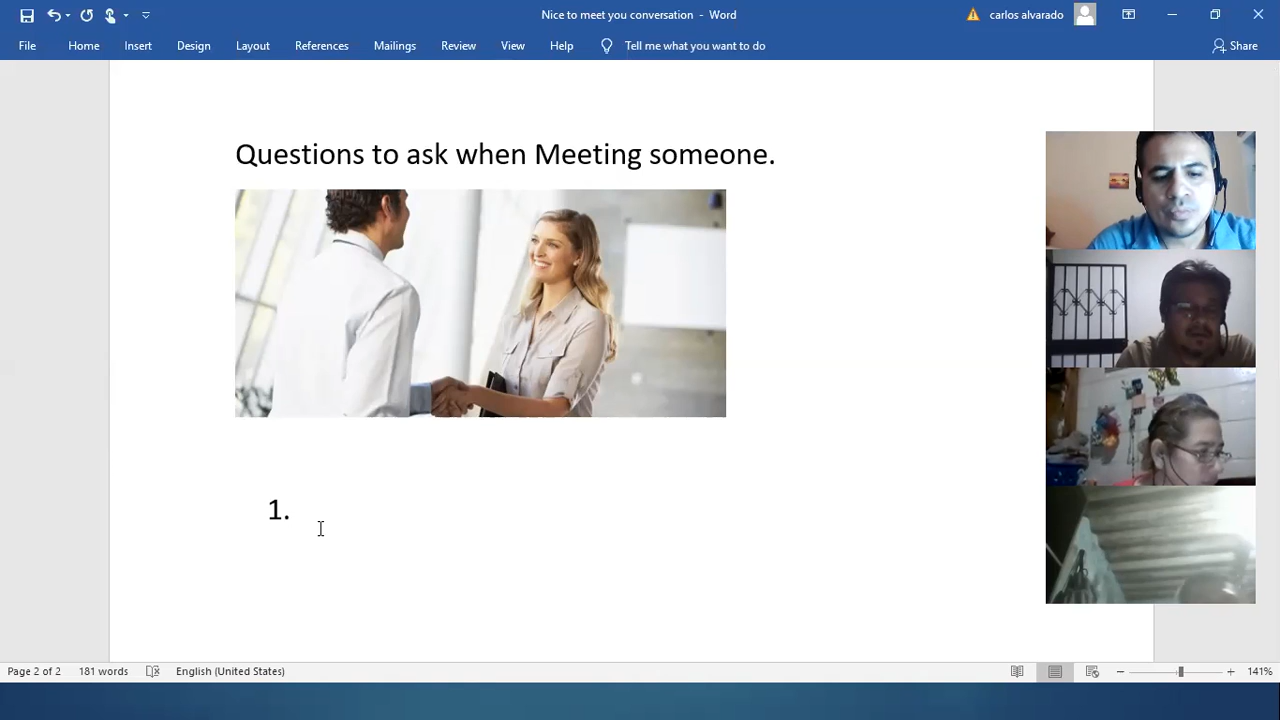 Nice to meet you conversation - Word
carlos alvarado
File Home Insert Design Layout References Mailings Review View Help Tell me what you want to do Share
Questions to ask when Meeting someone.
1.
Page 2 of 2 181 words English (United States) 141%